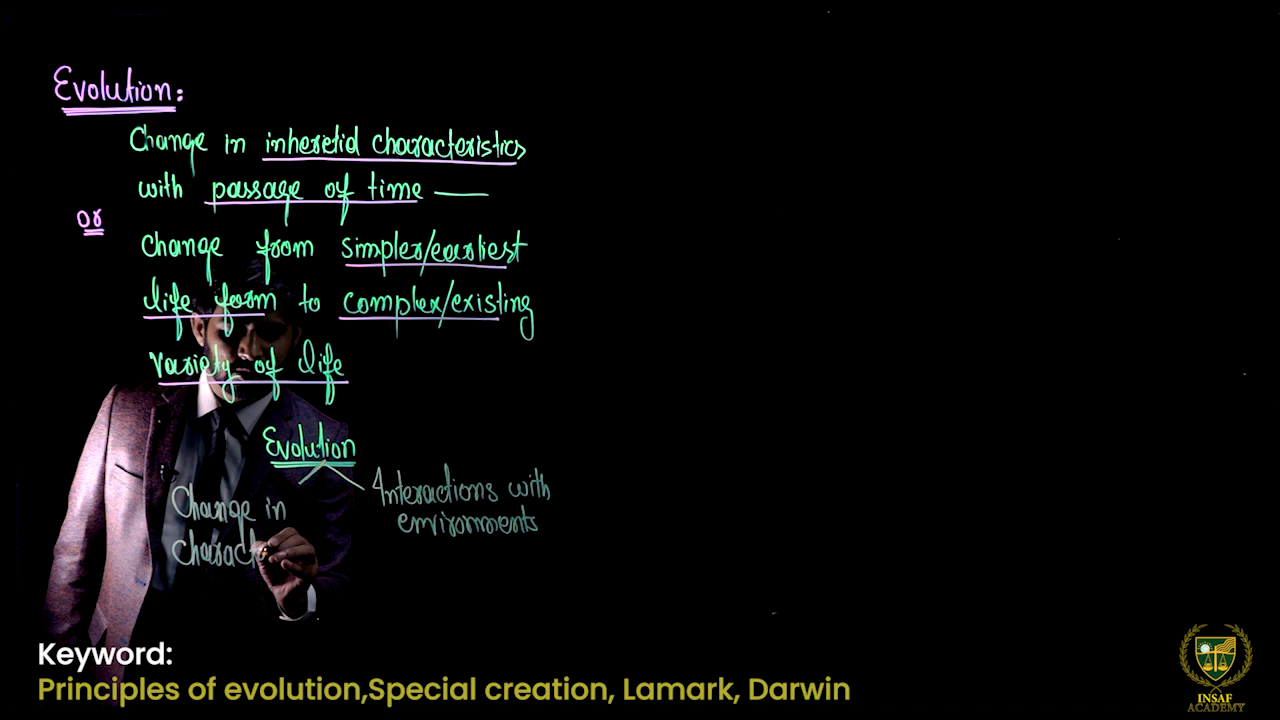 Evolution:
Change in inheretid characteristics
with passage of time —
or
Change from simpler/earliest
life form to complex/existing
variety of life
Evolution
Interactions with
environments
Change in
charact
Keyword:
Principles of evolution,Special creation, Lamark, Darwin
INSAF
ACADEMY